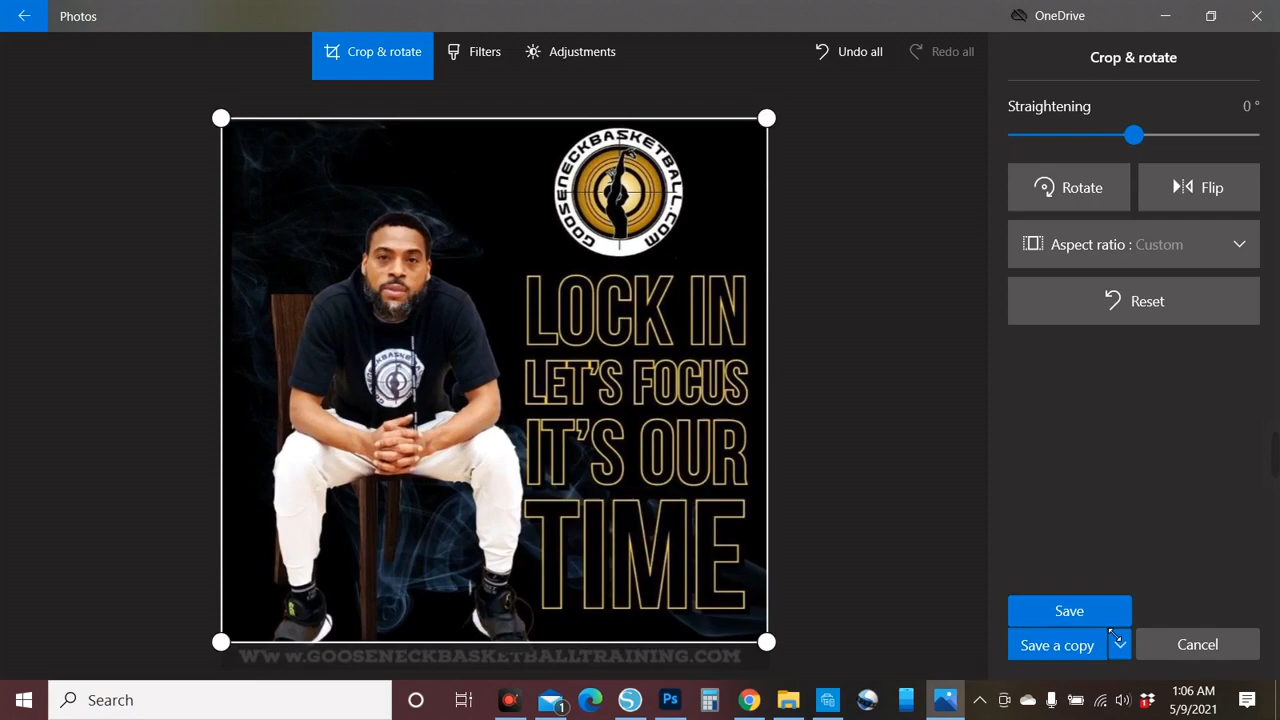 Photos
OneDrive
Crop & rotate
Filters
Adjustments
Undo all
Redo all
Crop & rotate
Straightening
0 °
Rotate
Flip
Aspect ratio : Custom
Reset
GOOSENECKBASKETBALL.COM
LOCK IN
LET'S FOCUS
IT'S OUR
TIME
WWW.GOOSENECKBASKETBALLTRAINING.COM
Save
Save a copy
Cancel
Search
1
Ps
1:06 AM
5/9/2021